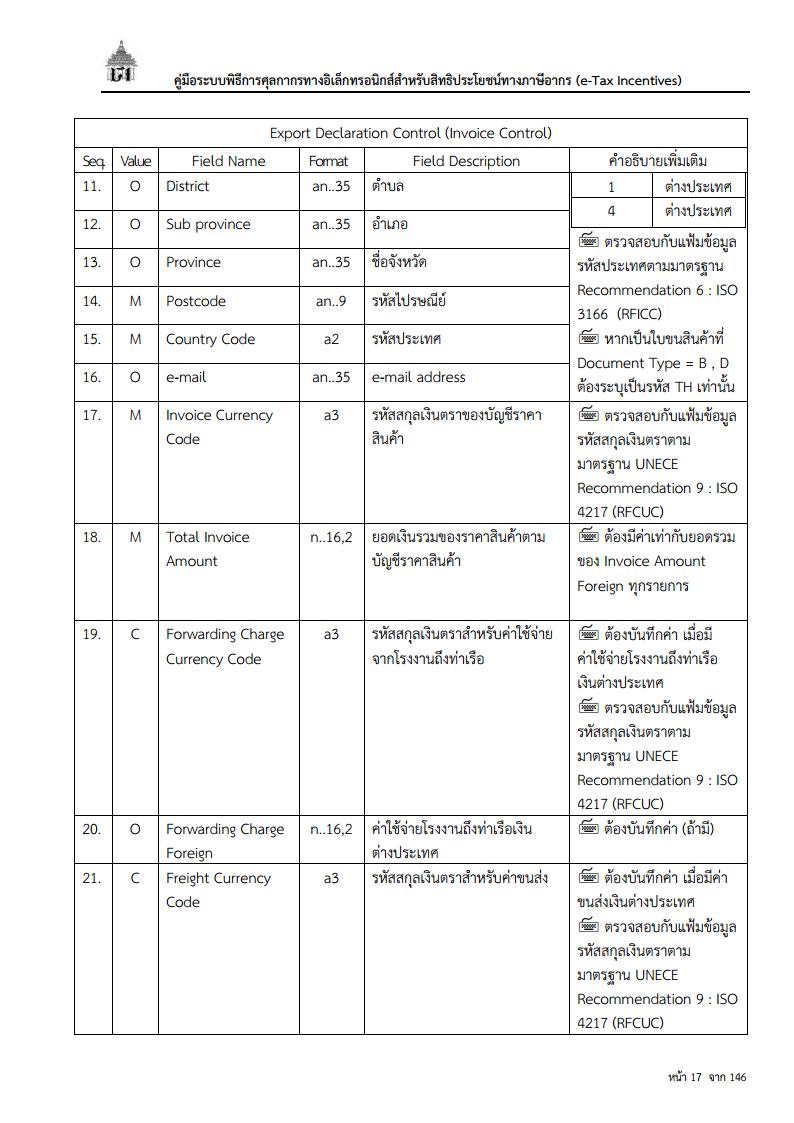 คู่มือระบบพิธีการศุลกากรทางอิเล็กทรอนิกส์สำหรับสิทธิประโยชน์ทางภาษีอากร (e-Tax Incentives)
Export Declaration Control (Invoice Control)
Seq. Value Field Name Format Field Description คำอธิบายเพิ่มเติม
11. O District an..35 ตำบล
12. O Sub province an..35 อำเภอ
13. O Province an..35 ชื่อจังหวัด
14. M Postcode an..9 รหัสไปรษณีย์
15. M Country Code a2 รหัสประเทศ
16. O e-mail an..35 e-mail address
1 ต่างประเทศ
4 ต่างประเทศ
ตรวจสอบกับแฟ้มข้อมูล
รหัสประเทศตามมาตรฐาน
Recommendation 6 : ISO
3166 (RFICC)
หากเป็นใบขนสินค้าที่
Document Type = B , D
ต้องระบุเป็นรหัส TH เท่านั้น
17. M Invoice Currency a3 รหัสสกุลเงินตราของบัญชีราคา
Code สินค้า
ตรวจสอบกับแฟ้มข้อมูล
รหัสสกุลเงินตราตาม
มาตรฐาน UNECE
Recommendation 9 : ISO
4217 (RFCUC)
18. M Total Invoice n..16,2 ยอดเงินรวมของราคาสินค้าตาม
Amount บัญชีราคาสินค้า
ต้องมีค่าเท่ากับยอดรวม
ของ Invoice Amount
Foreign ทุกรายการ
19. C Forwarding Charge a3 รหัสสกุลเงินตราสำหรับค่าใช้จ่าย
Currency Code จากโรงงานถึงท่าเรือ
ต้องบันทึกค่า เมื่อมี
ค่าใช้จ่ายโรงงานถึงท่าเรือ
เงินต่างประเทศ
ตรวจสอบกับแฟ้มข้อมูล
รหัสสกุลเงินตราตาม
มาตรฐาน UNECE
Recommendation 9 : ISO
4217 (RFCUC)
20. O Forwarding Charge n..16,2 ค่าใช้จ่ายโรงงานถึงท่าเรือเงิน ต้องบันทึกค่า (ถ้ามี)
Foreign ต่างประเทศ
21. C Freight Currency a3 รหัสสกุลเงินตราสำหรับค่าขนส่ง
Code
ต้องบันทึกค่า เมื่อมีค่า
ขนส่งเงินต่างประเทศ
ตรวจสอบกับแฟ้มข้อมูล
รหัสสกุลเงินตราตาม
มาตรฐาน UNECE
Recommendation 9 : ISO
4217 (RFCUC)
หน้า 17 จาก 146